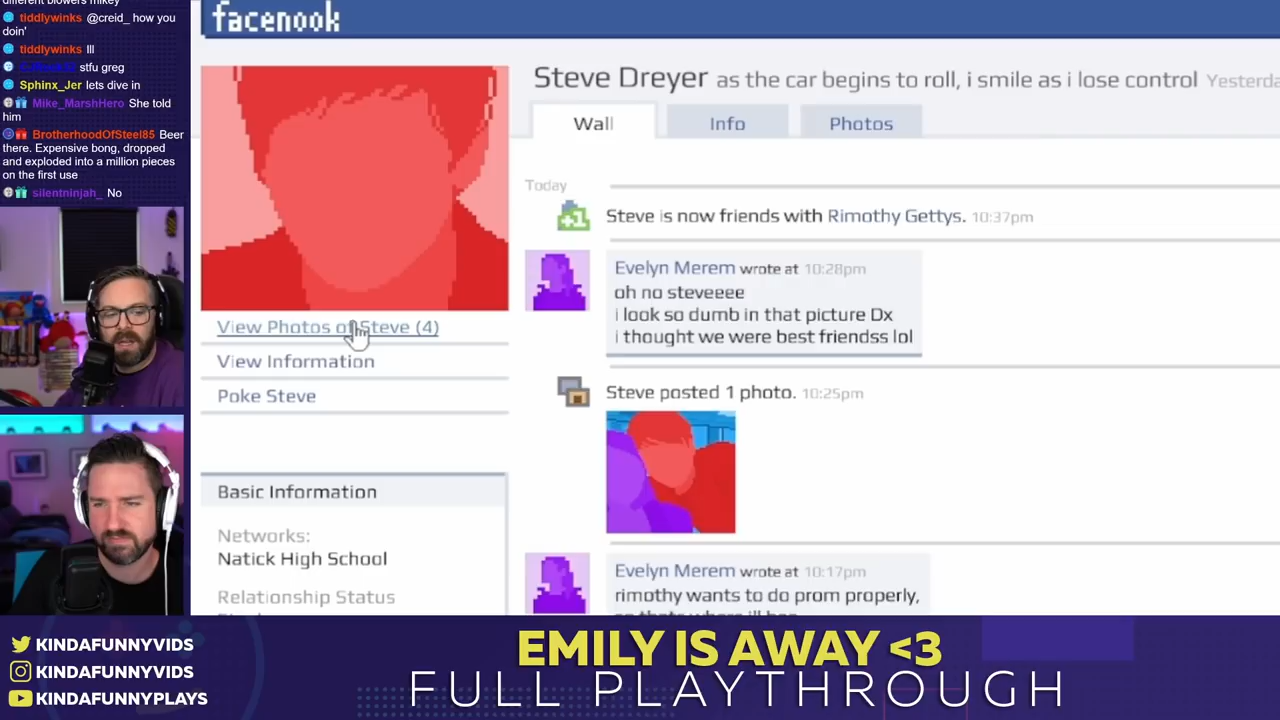 different blowers mikey
tiddlywinks @creid_ how you
doin'
tiddlywinks lll
stfu greg
Sphinx_Jer lets dive in
Mike_MarshHero She told
him
BrotherhoodOfSteel85 Beer
there. Expensive bong, dropped
and exploded into a million pieces
on the first use
silentninjah_ No
facenook
Steve Dreyer as the car begins to roll, i smile as i lose control Yesterda
Wall Info Photos
Today
+1
Steve is now friends with Rimothy Gettys. 10:37pm
Evelyn Merem wrote at 10:28pm
oh no steveeee
i look so dumb in that picture Dx
i thought we were best friendss lol
View Photos of Steve (4)
View Information
Poke Steve
Steve posted 1 photo. 10:25pm
Basic Information
Networks:
Natick High School
Relationship Status
Evelyn Merem wrote at 10:17pm
rimothy wants to do prom properly,
KINDAFUNNYVIDS
KINDAFUNNYVIDS
KINDAFUNNYPLAYS
EMILY IS AWAY <3
FULL PLAYTHROUGH